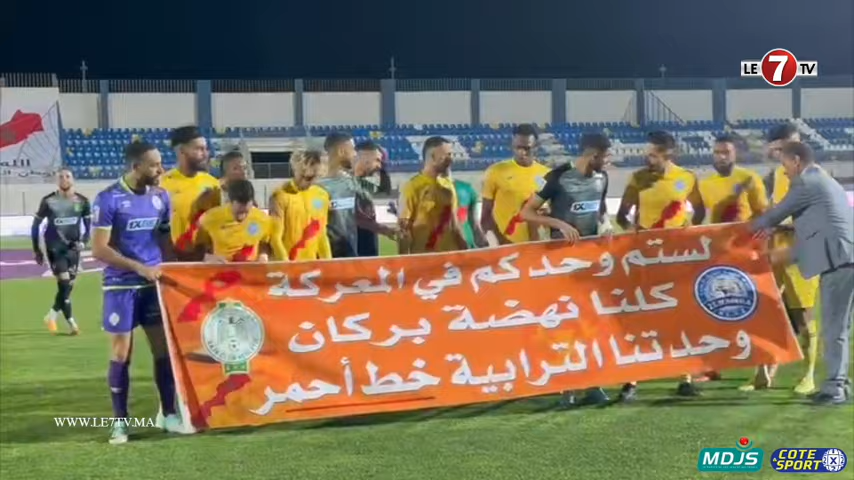 LE 7 TV
1XBET
لستم وحدكم في المعركة
كلنا نهضة بركان
وحدتنا الترابية خط أحمر
WWW.LE7TV.MA
MDJS
COTE SPORT